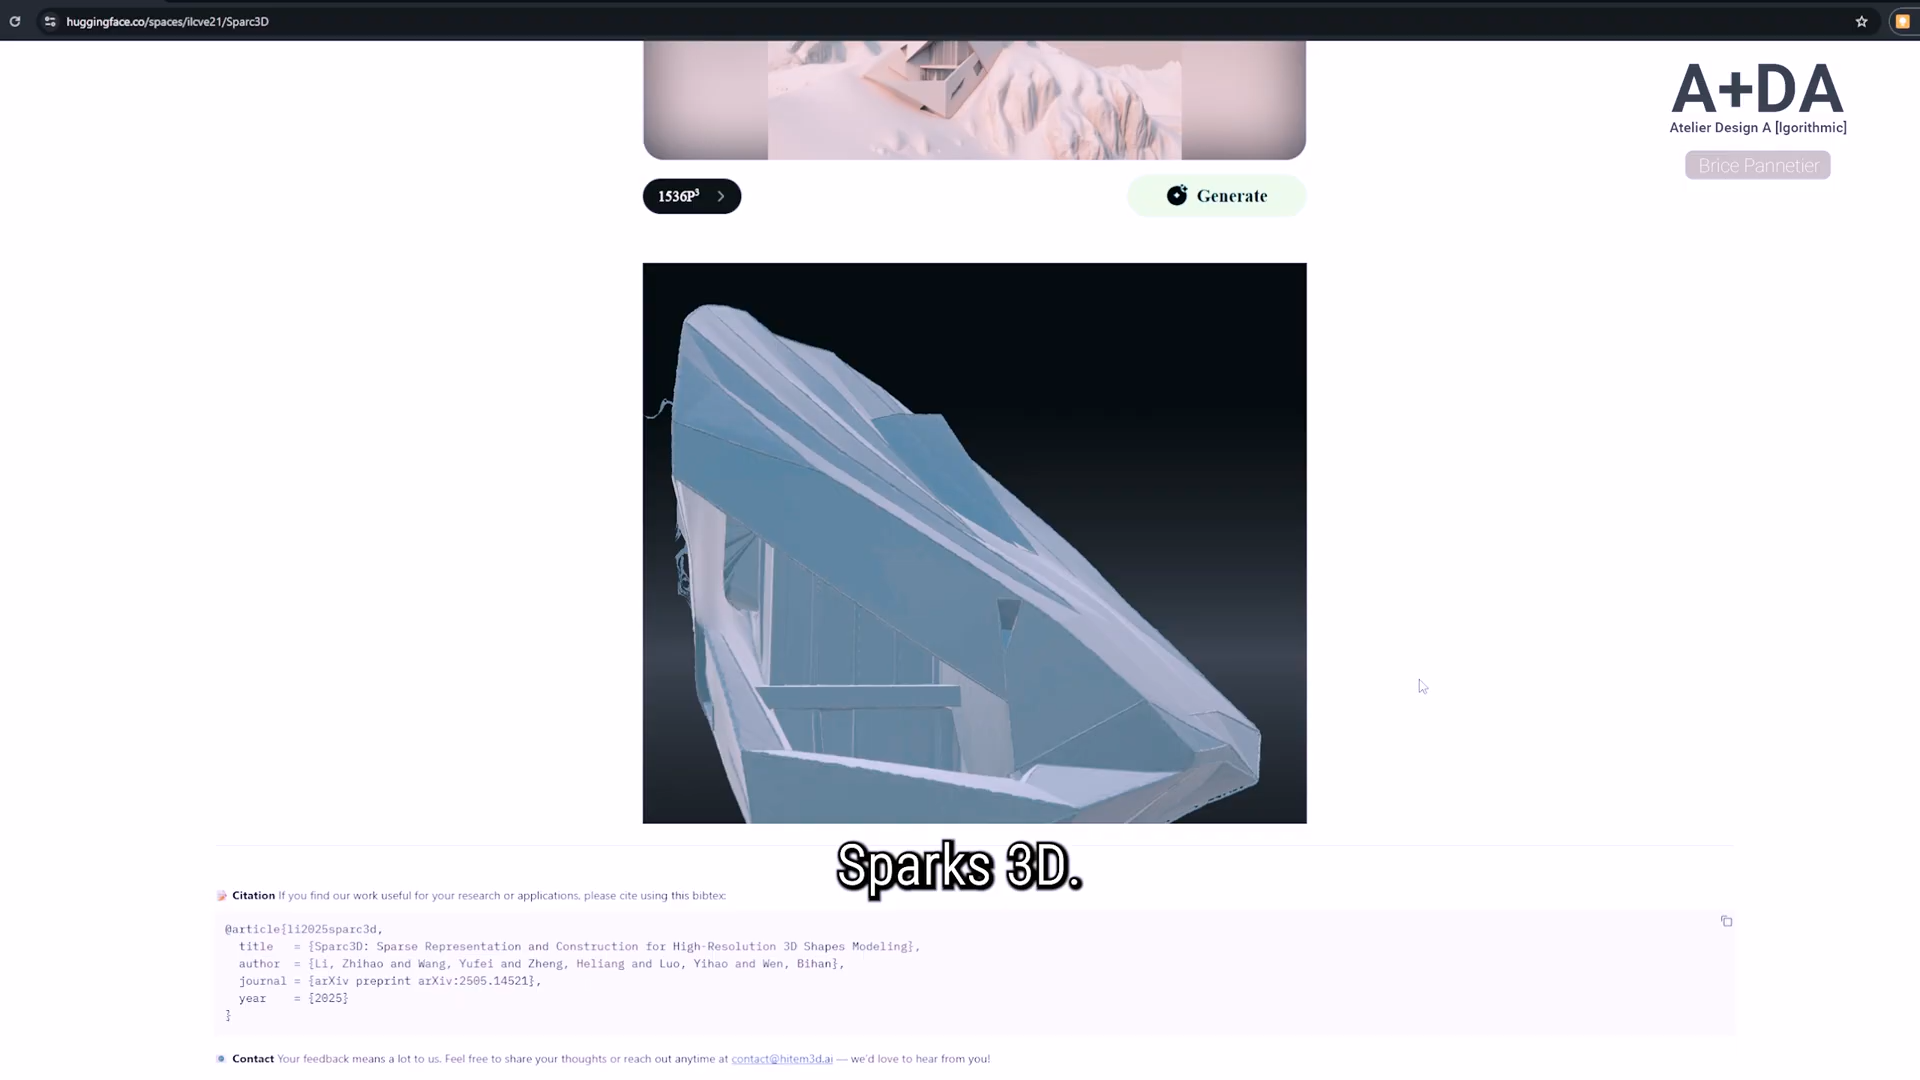 huggingface.co/spaces/ilcve21/Sparc3D
A+DA
Atelier Design A [lgorithmic]
Brice Pannetier
1536P³
Generate
Sparks 3D.
Citation If you find our work useful for your research or applications, please cite using this bibtex:
@article{li2025sparc3d,
title = {Sparc3D: Sparse Representation and Construction for High-Resolution 3D Shapes Modeling},
author = {Li, Zhihao and Wang, Yufei and Zheng, Heliang and Luo, Yihao and Wen, Bihan},
journal = {arXiv preprint arXiv:2505.14521},
year = {2025}
}
Contact Your feedback means a lot to us. Feel free to share your thoughts or reach out anytime at contact@hitem3d.ai — we'd love to hear from you!